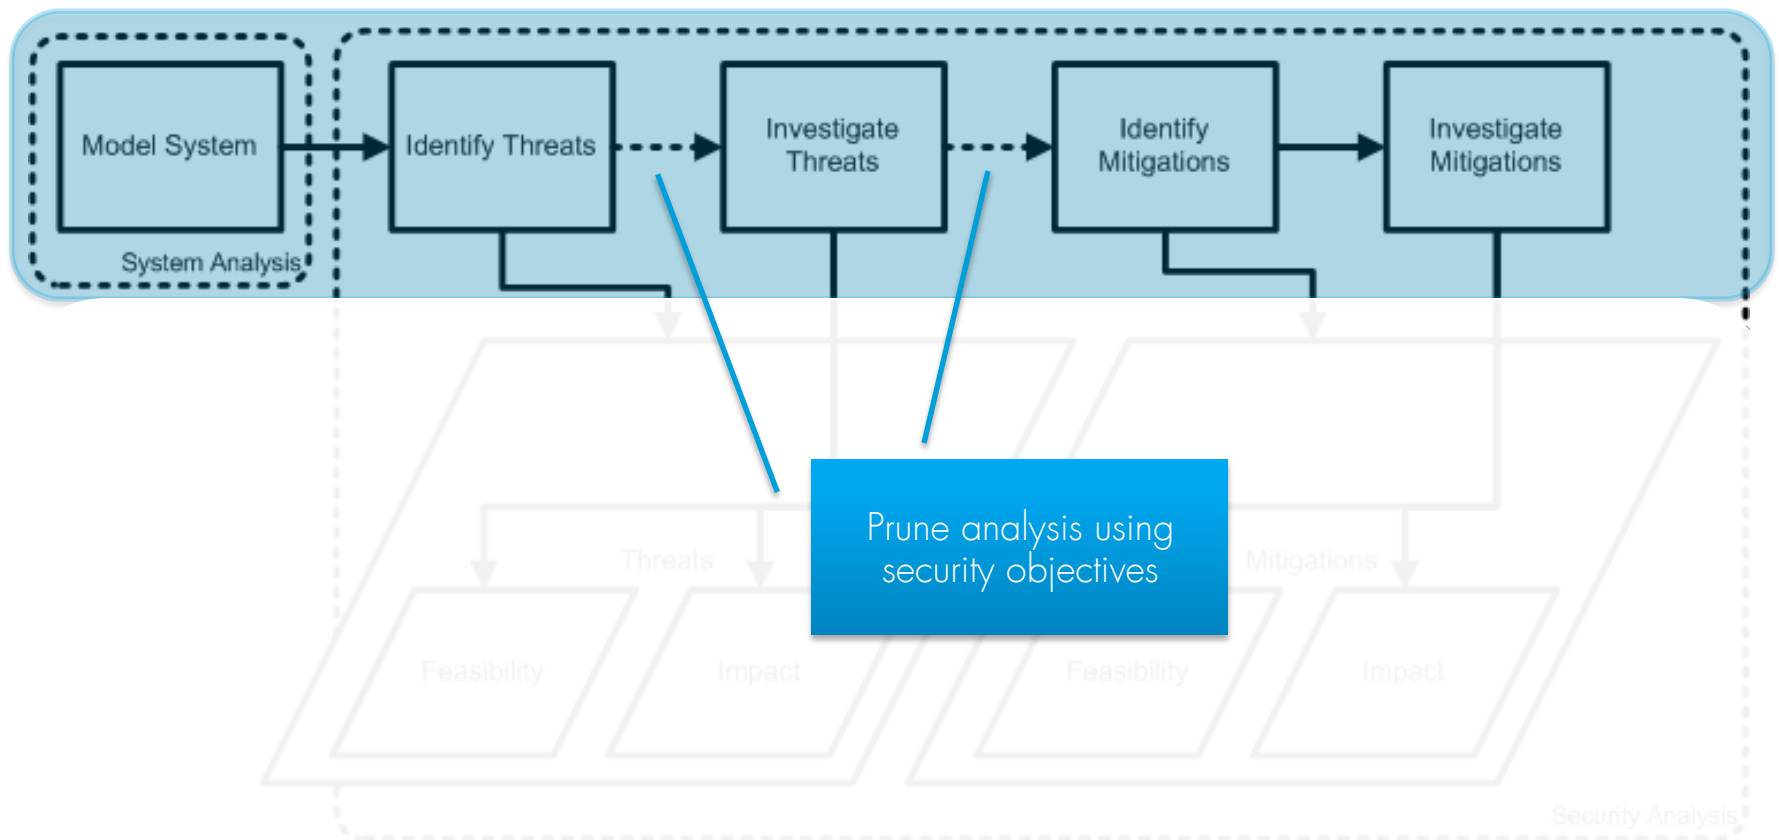 Model System
Identify Threats
Investigate
Threats
Identify
Mitigations
Investigate
Mitigations
System Analysis
Prune analysis using
security objectives
Threats
Mitigations
Feasibility
Impact
Feasibility
Impact
Security Analysis